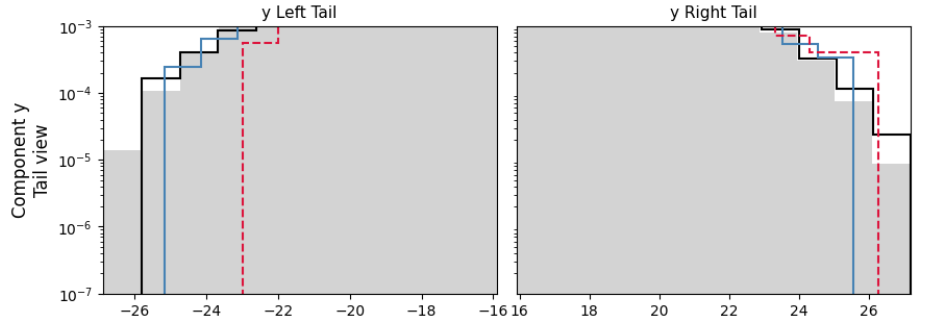 y Left Tail
y Right Tail
Component y
Tail view
10⁻³
10⁻⁴
10⁻⁵
10⁻⁶
10⁻⁷
−26 −24 −22 −20 −18 −16
16 18 20 22 24 26